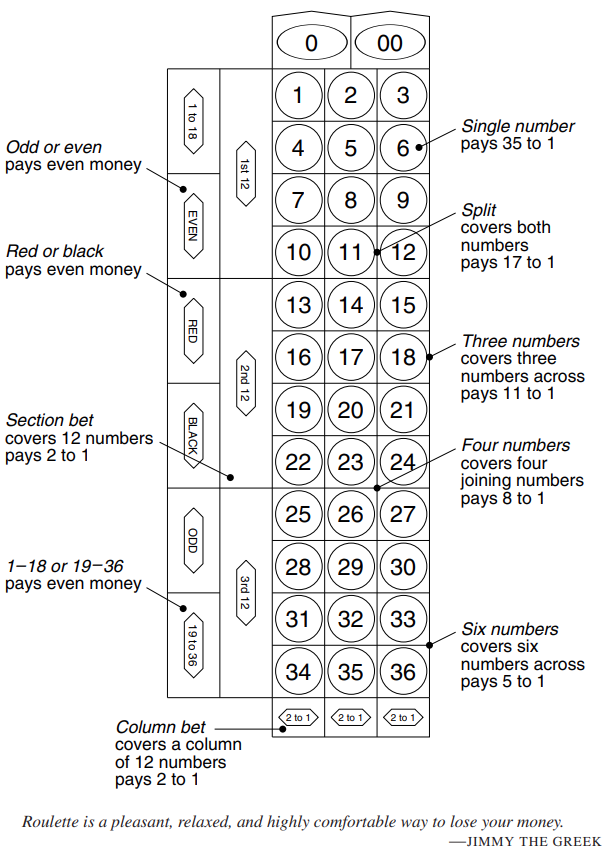 0 00
1 2 3
4 5 6
7 8 9
10 11 12
13 14 15
16 17 18
19 20 21
22 23 24
25 26 27
28 29 30
31 32 33
34 35 36
2 to 1 2 to 1 2 to 1
1st 12
2nd 12
3rd 12
1 to 18
EVEN
RED
BLACK
ODD
19 to 36
Odd or even
pays even money
Red or black
pays even money
Section bet
covers 12 numbers
pays 2 to 1
1–18 or 19–36
pays even money
Column bet
covers a column
of 12 numbers
pays 2 to 1
Single number
pays 35 to 1
Split
covers both
numbers
pays 17 to 1
Three numbers
covers three
numbers across
pays 11 to 1
Four numbers
covers four
joining numbers
pays 8 to 1
Six numbers
covers six
numbers across
pays 5 to 1
Roulette is a pleasant, relaxed, and highly comfortable way to lose your money.
—JIMMY THE GREEK